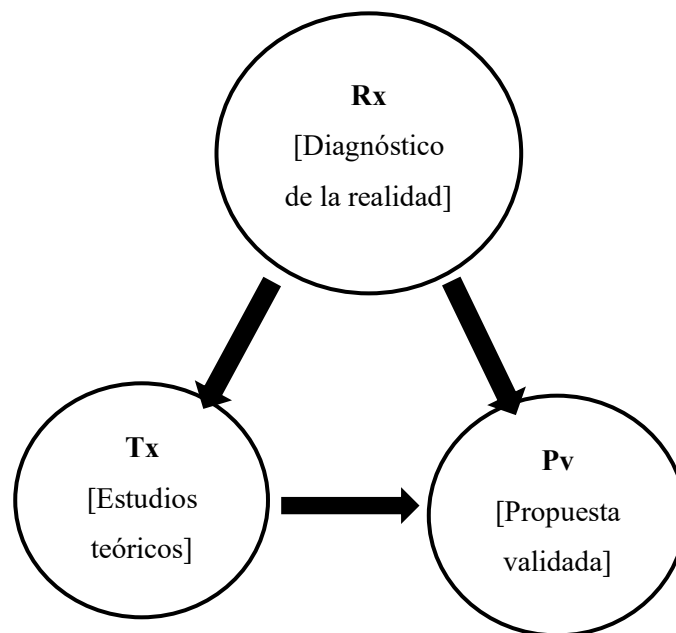 Rx
[Diagnóstico
de la realidad]
Tx
[Estudios
teóricos]
Pv
[Propuesta
validada]